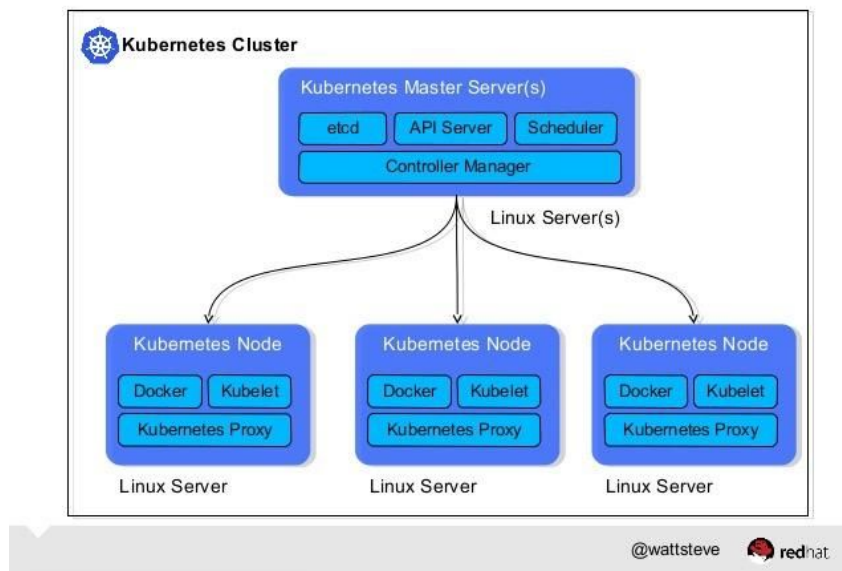 Kubernetes Cluster
Kubernetes Master Server(s)
etcd
API Server
Scheduler
Controller Manager
Linux Server(s)
Kubernetes Node
Docker
Kubelet
Kubernetes Proxy
Linux Server
Kubernetes Node
Docker
Kubelet
Kubernetes Proxy
Linux Server
Kubernetes Node
Docker
Kubelet
Kubernetes Proxy
Linux Server
@wattsteve
redhat